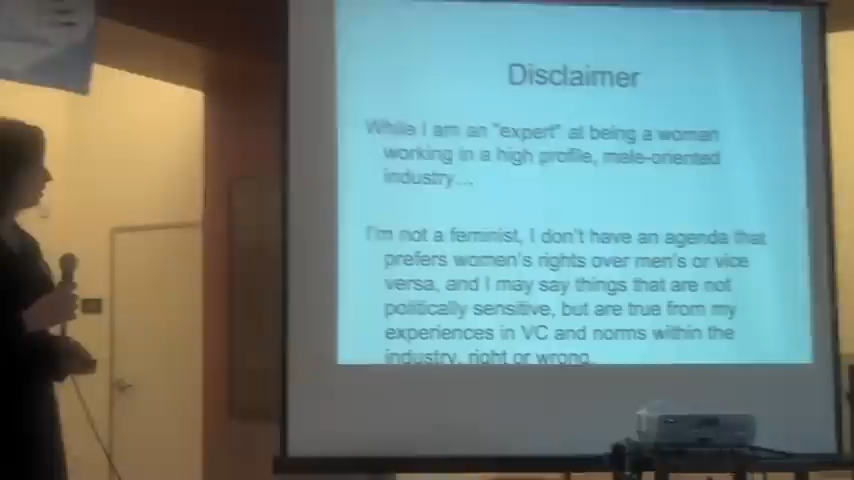 Disclaimer
While I am an "expert" at being a woman
working in a high profile, male-oriented
industry...
I'm not a feminist, I don't have an agenda that
prefers women's rights over men's or vice
versa, and I may say things that are not
politically sensitive, but are true from my
experiences in VC and norms within the
industry, right or wrong.